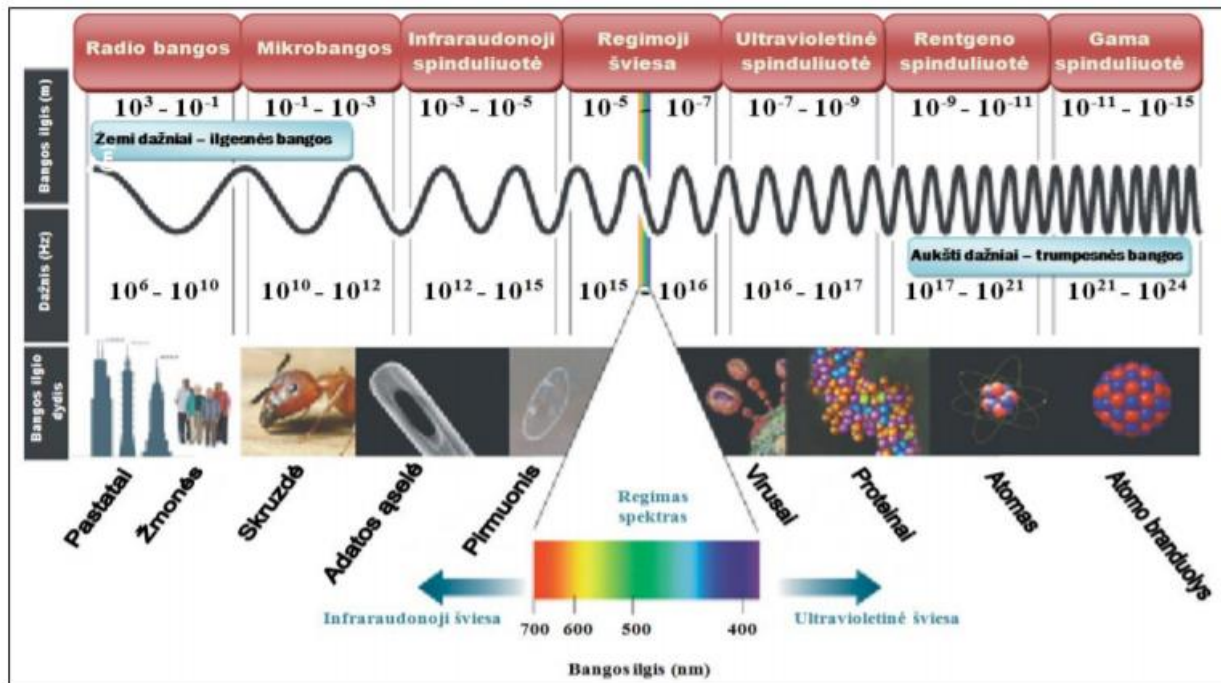 Radio bangos
Mikrobangos
Infraraudonoji
spinduliuotė
Regimoji
šviesa
Ultravioletinė
spinduliuotė
Rentgeno
spinduliuotė
Gama
spinduliuotė
Bangos ilgis (m)
10³ - 10⁻¹
10⁻¹ - 10⁻³
10⁻³ - 10⁻⁵
10⁻⁵ - 10⁻⁷
10⁻⁷ - 10⁻⁹
10⁻⁹ - 10⁻¹¹
10⁻¹¹ - 10⁻¹⁵
Žemi dažniai – ilgesnės bangos
(m)
Aukšti dažniai – trumpesnės bangos
Dažnis (Hz)
10⁶ - 10¹⁰
10¹⁰ - 10¹²
10¹² - 10¹⁵
10¹⁵ - 10¹⁶
10¹⁶ - 10¹⁷
10¹⁷ - 10²¹
10²¹ - 10²⁴
Bangos ilgio
dydis
Pastatai
Žmonės
Skruzdė
Adatos ąselė
Pirmuonis
Virusai
Proteinai
Atomas
Atomo branduolys
Regimas
spektras
Infraraudonoji šviesa
Ultravioletinė šviesa
700 600 500 400
Bangos ilgis (nm)